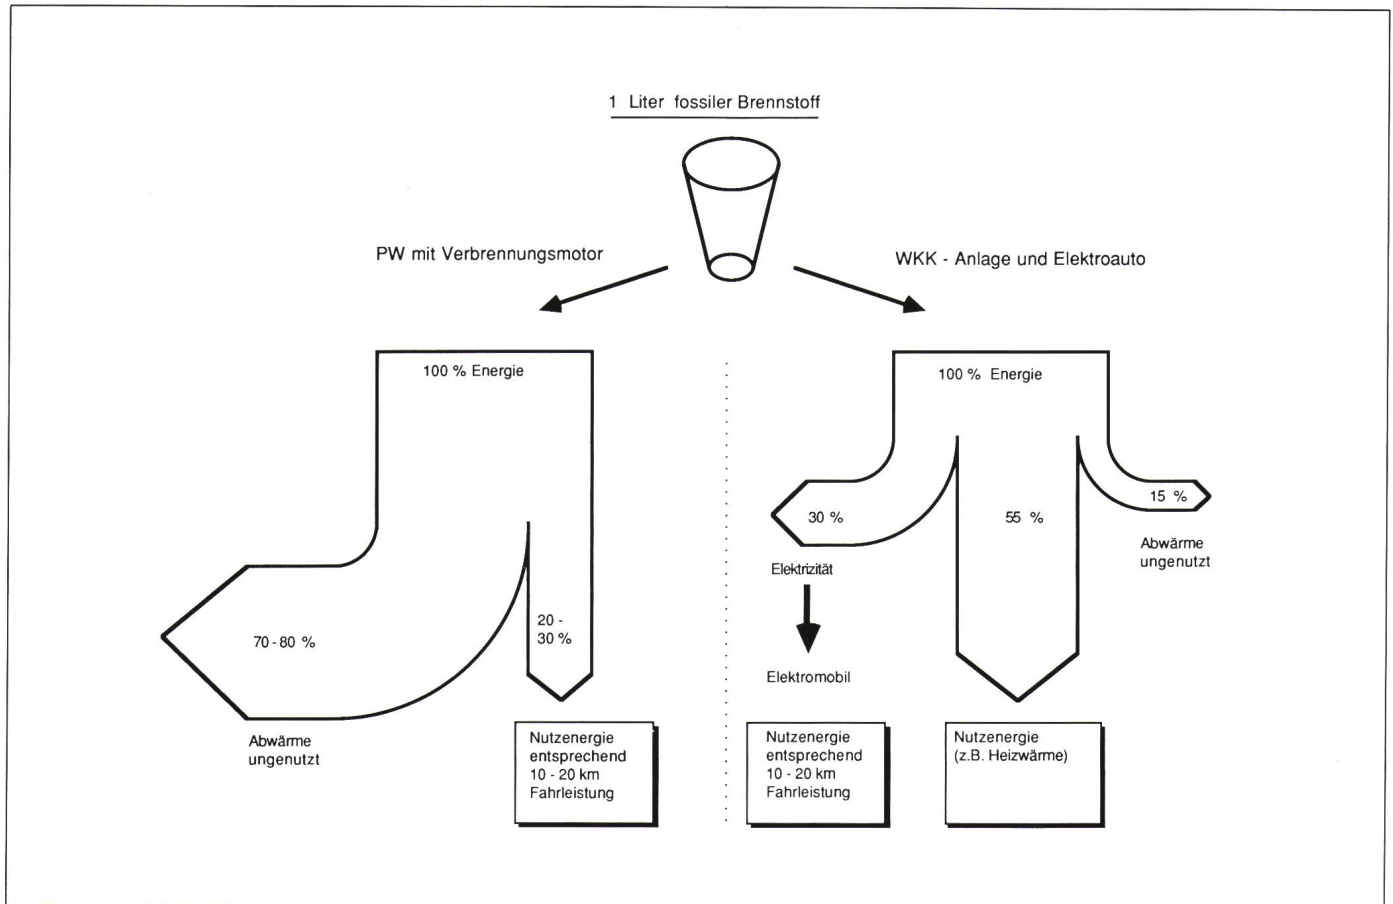 1 Liter fossiler Brennstoff
PW mit Verbrennungsmotor
WKK - Anlage und Elektroauto
100 % Energie
70 - 80 %
20 -
30 %
Abwärme
ungenutzt
Nutzenergie
entsprechend
10 - 20 km
Fahrleistung
100 % Energie
30 %
55 %
15 %
Elektrizität
Abwärme
ungenutzt
Elektromobil
Nutzenergie
entsprechend
10 - 20 km
Fahrleistung
Nutzenergie
(z.B. Heizwärme)